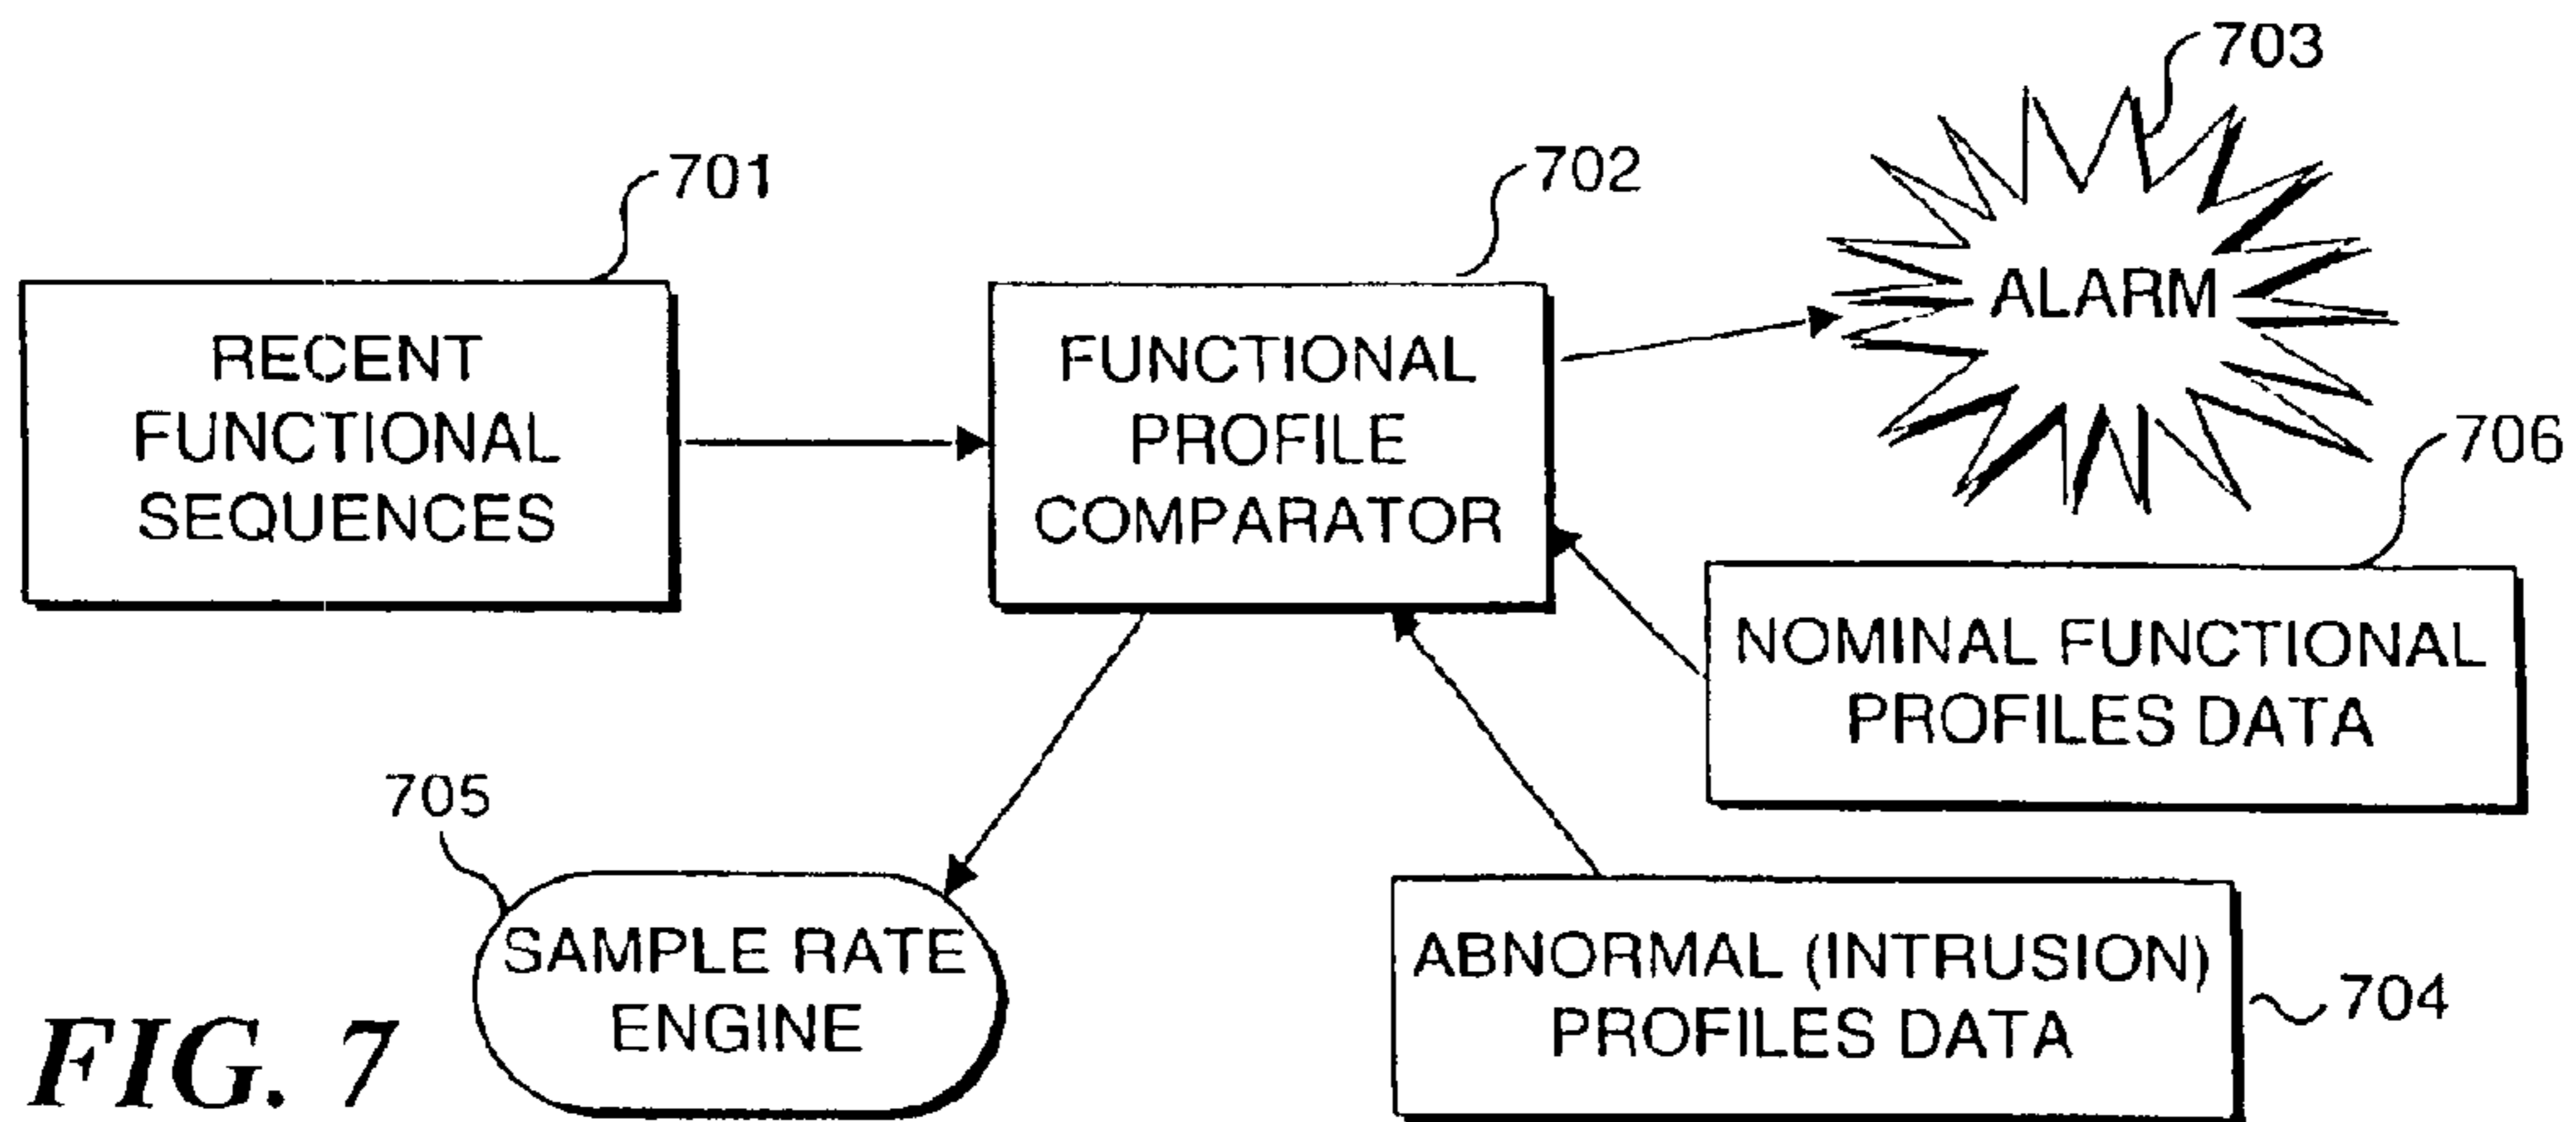 703
701
702
RECENT
FUNCTIONAL
SEQUENCES
FUNCTIONAL
PROFILE
COMPARATOR
ALARM
706
NOMINAL FUNCTIONAL
PROFILES DATA
705
SAMPLE RATE
ENGINE
ABNORMAL (INTRUSION)
PROFILES DATA
704
FIG. 7